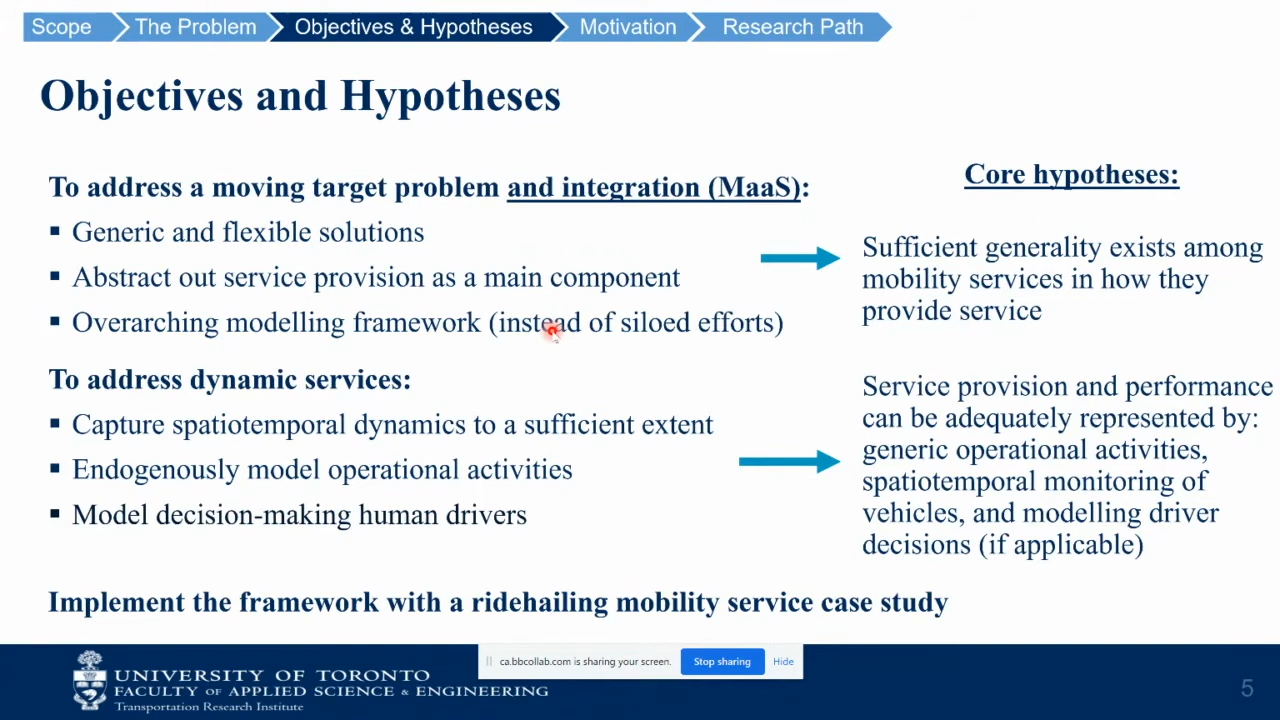 Scope
The Problem
Objectives & Hypotheses
Motivation
Research Path
Objectives and Hypotheses
To address a moving target problem and integration (MaaS):
▪ Generic and flexible solutions
▪ Abstract out service provision as a main component
▪ Overarching modelling framework (instead of siloed efforts)
To address dynamic services:
▪ Capture spatiotemporal dynamics to a sufficient extent
▪ Endogenously model operational activities
▪ Model decision-making human drivers
Core hypotheses:
Sufficient generality exists among
mobility services in how they
provide service
Service provision and performance
can be adequately represented by:
generic operational activities,
spatiotemporal monitoring of
vehicles, and modelling driver
decisions (if applicable)
Implement the framework with a ridehailing mobility service case study
UNIVERSITY OF TORONTO
FACULTY OF APPLIED SCIENCE & ENGINEERING
Transportation Research Institute
ca.bbcollab.com is sharing your screen.
Stop sharing
Hide
5